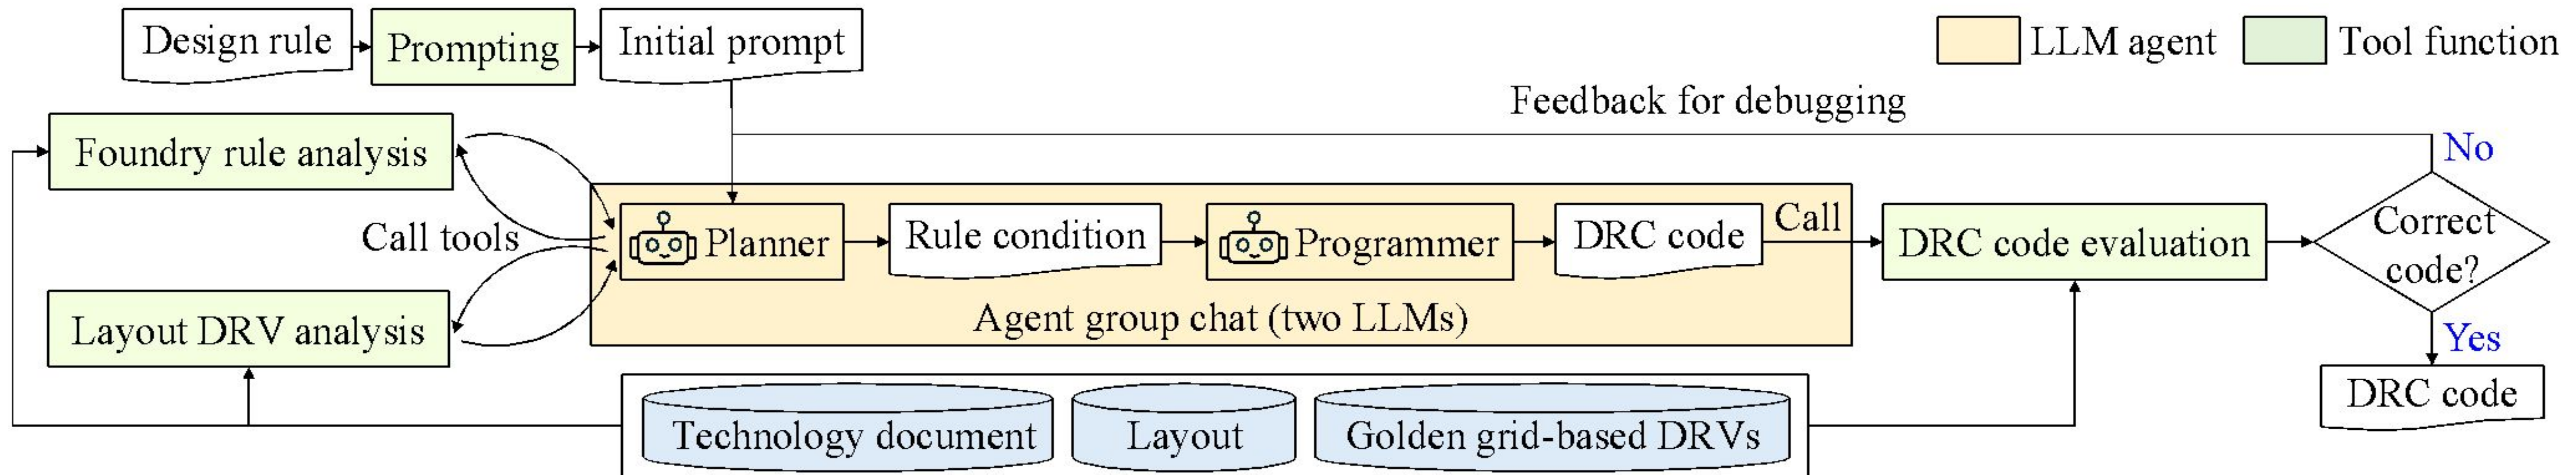 Design rule
Prompting
Initial prompt
LLM agent
Tool function
Feedback for debugging
Foundry rule analysis
No
Call tools
Planner
Rule condition
Programmer
DRC code
Call
DRC code evaluation
Correct
code?
Agent group chat (two LLMs)
Layout DRV analysis
Yes
DRC code
Technology document
Layout
Golden grid-based DRVs